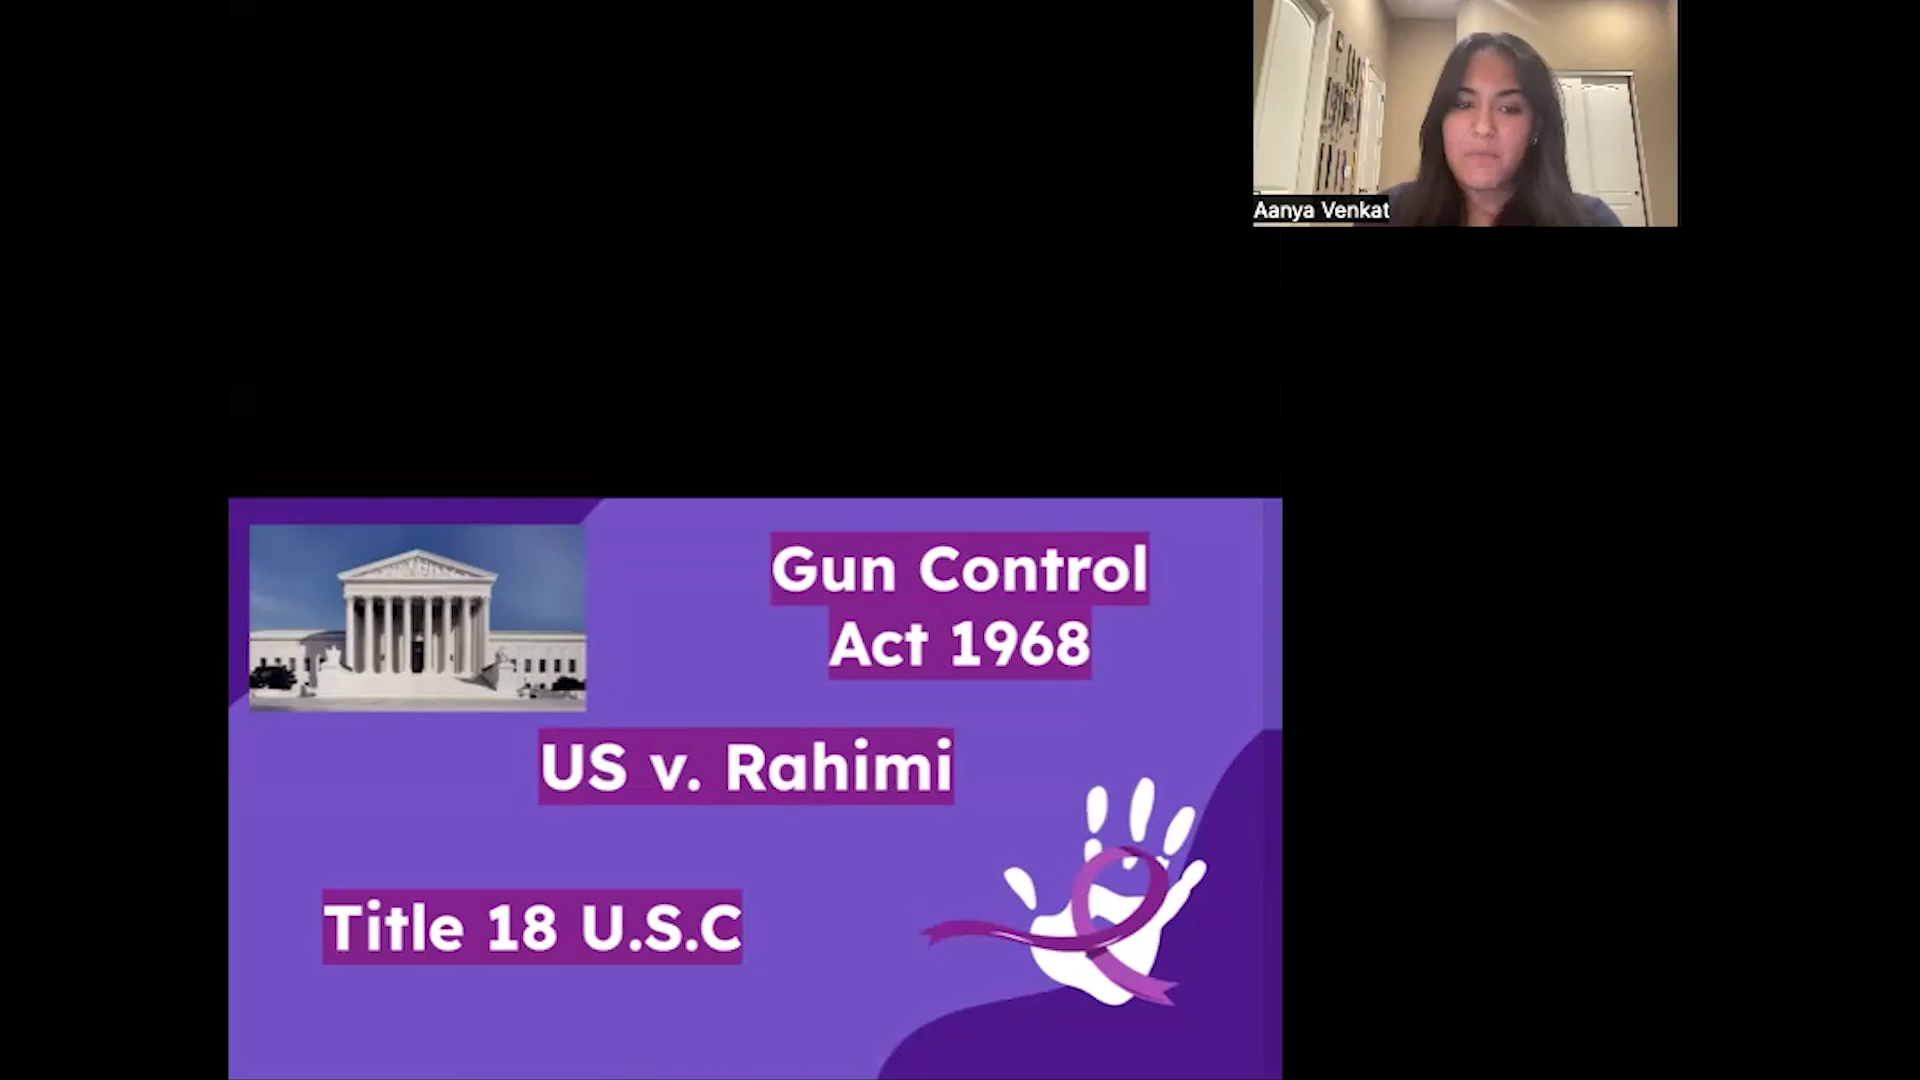 Aanya Venkat
Gun Control
Act 1968
US v. Rahimi
Title 18 U.S.C